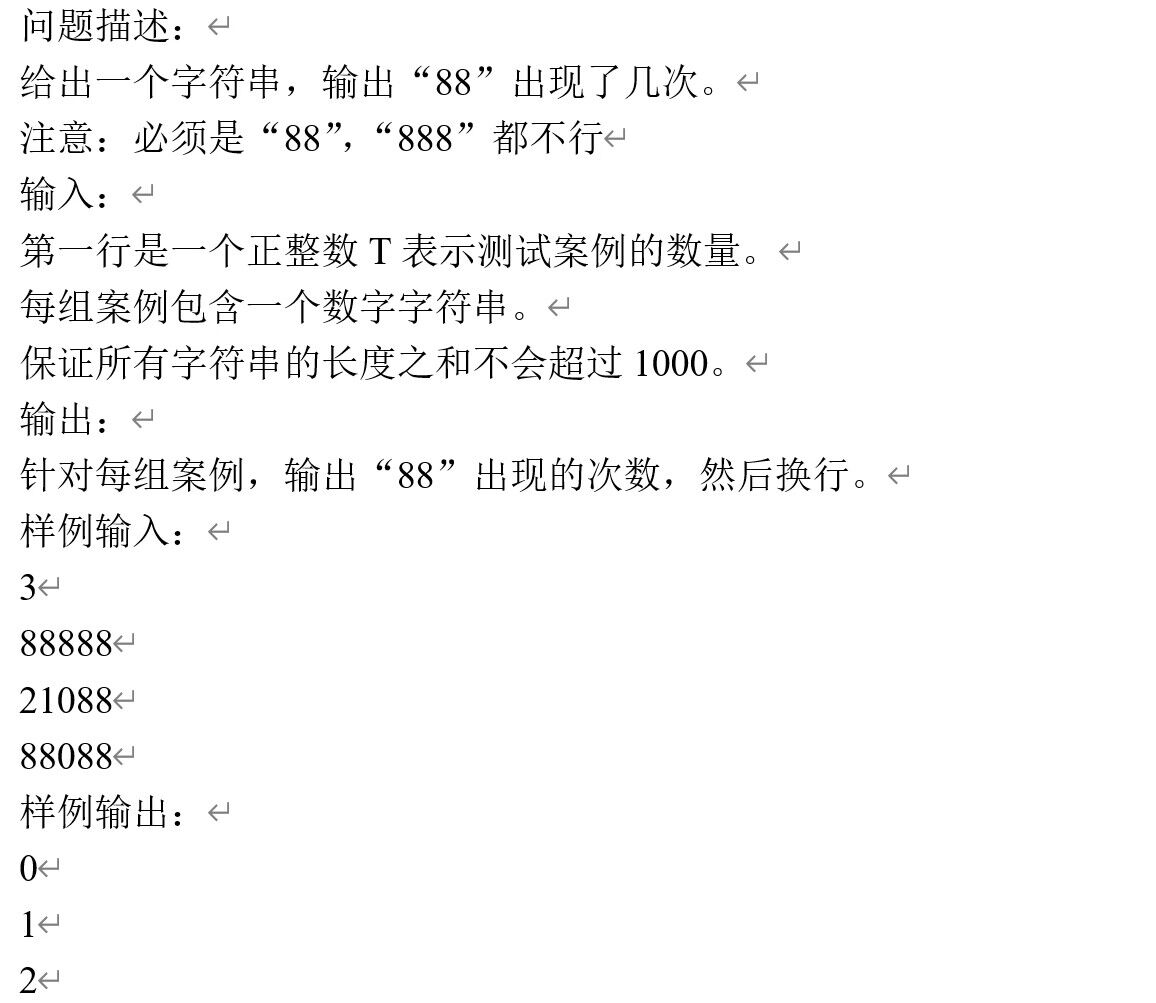 问题描述：
给出一个字符串，输出“88”出现了几次。
注意：必须是“88”，“888”都不行
输入：
第一行是一个正整数 T 表示测试案例的数量。
每组案例包含一个数字字符串。
保证所有字符串的长度之和不会超过 1000。
输出：
针对每组案例，输出“88”出现的次数，然后换行。
样例输入：
3
88888
21088
88088
样例输出：
0
1
2